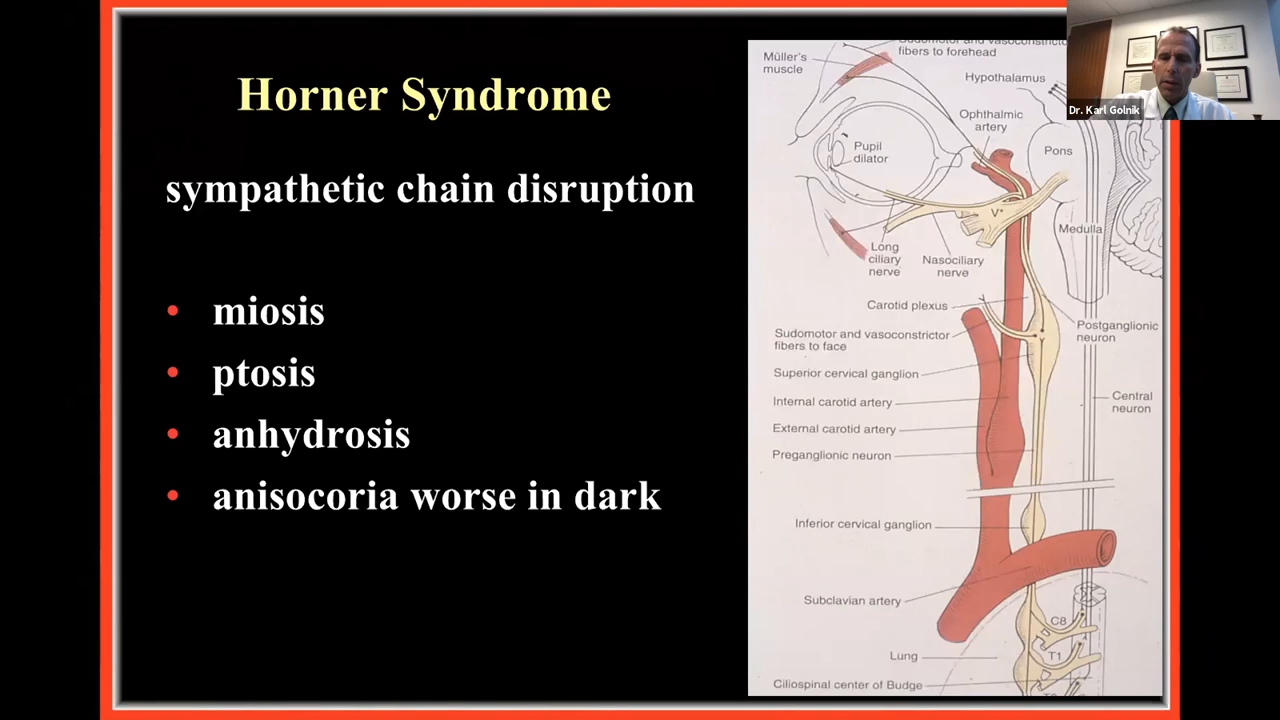 Horner Syndrome
sympathetic chain disruption
• miosis
• ptosis
• anhydrosis
• anisocoria worse in dark
Sudomotor and vasoconstrictor
fibers to forehead
Müller's
muscle
Hypothalamus
Dr. Karl Golnik
Ophthalmic
artery
Pupil
dilator
Pons
V
Medulla
Long
ciliary
nerve
Nasociliary
nerve
Carotid plexus
Postganglionic
neuron
Sudomotor and vasoconstrictor
fibers to face
Superior cervical ganglion
Central
neuron
Internal carotid artery
External carotid artery
Preganglionic neuron
Inferior cervical ganglion
Subclavian artery
C8
Lung
T1
Ciliospinal center of Budge